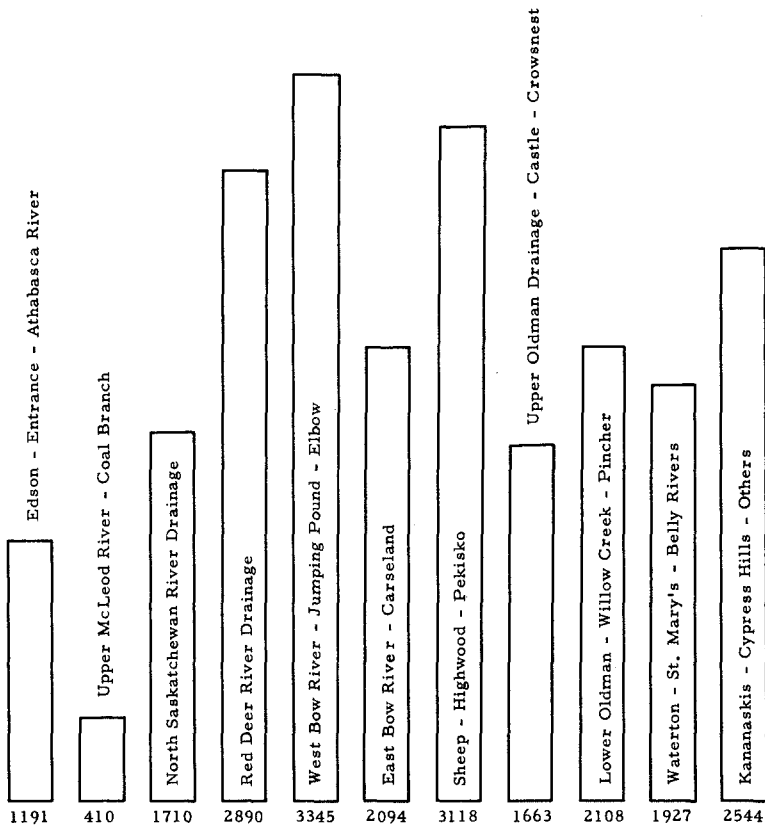 Edson - Entrance - Athabasca River
Upper McLeod River - Coal Branch
North Saskatchewan River Drainage
Red Deer River Drainage
West Bow River - Jumping Pound - Elbow
East Bow River - Carseland
Sheep - Highwood - Pekisko
Upper Oldman Drainage - Castle - Crowsnest
Lower Oldman - Willow Creek - Pincher
Waterton - St. Mary's - Belly Rivers
Kananaskis - Cypress Hills - Others
1191 410 1710 2890 3345 2094 3118 1663 2108 1927 2544